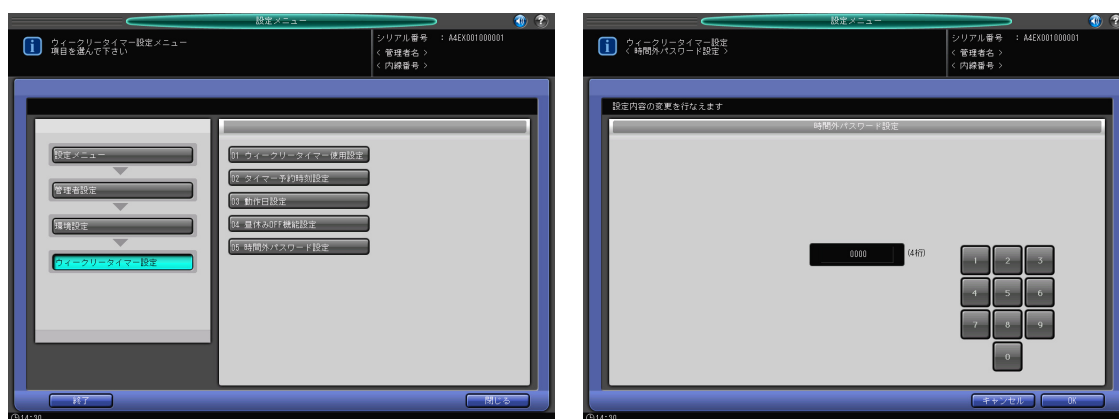 設定メニュー
ウィークリータイマー設定メニュー
項目を選んで下さい
シリアル番号 : A4EX001000001
< 管理者名 >
< 内線番号 >
設定メニュー
管理者設定
環境設定
ウィークリータイマー設定
01 ウィークリータイマー使用設定
02 タイマー予約時刻設定
03 動作日設定
04 昼休みOFF機能設定
05 時間外パスワード設定
終了
閉じる
14:30
設定メニュー
ウィークリータイマー設定
< 時間外パスワード設定 >
シリアル番号 : A4EX001000001
< 管理者名 >
< 内線番号 >
設定内容の変更を行なえます
時間外パスワード設定
0000 (4桁)
1 2 3
4 5 6
7 8 9
0
キャンセル OK
14:30